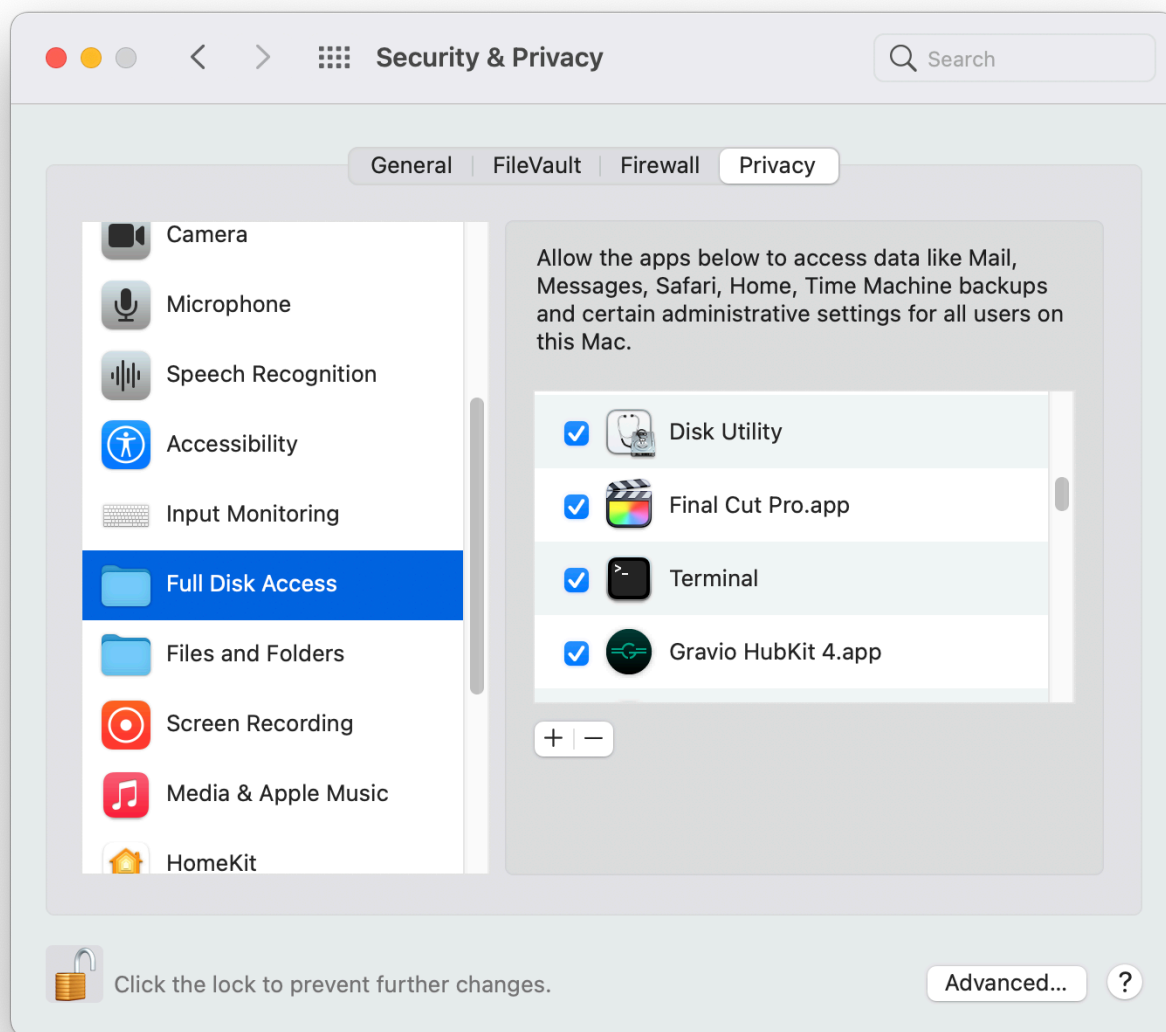 Security & Privacy
Search
General
FileVault
Firewall
Privacy
Camera
Microphone
Speech Recognition
Accessibility
Input Monitoring
Full Disk Access
Files and Folders
Screen Recording
Media & Apple Music
HomeKit
Allow the apps below to access data like Mail,
Messages, Safari, Home, Time Machine backups
and certain administrative settings for all users on
this Mac.
Disk Utility
Final Cut Pro.app
>_
Terminal
Gravio HubKit 4.app
+ −
Click the lock to prevent further changes.
Advanced...
?